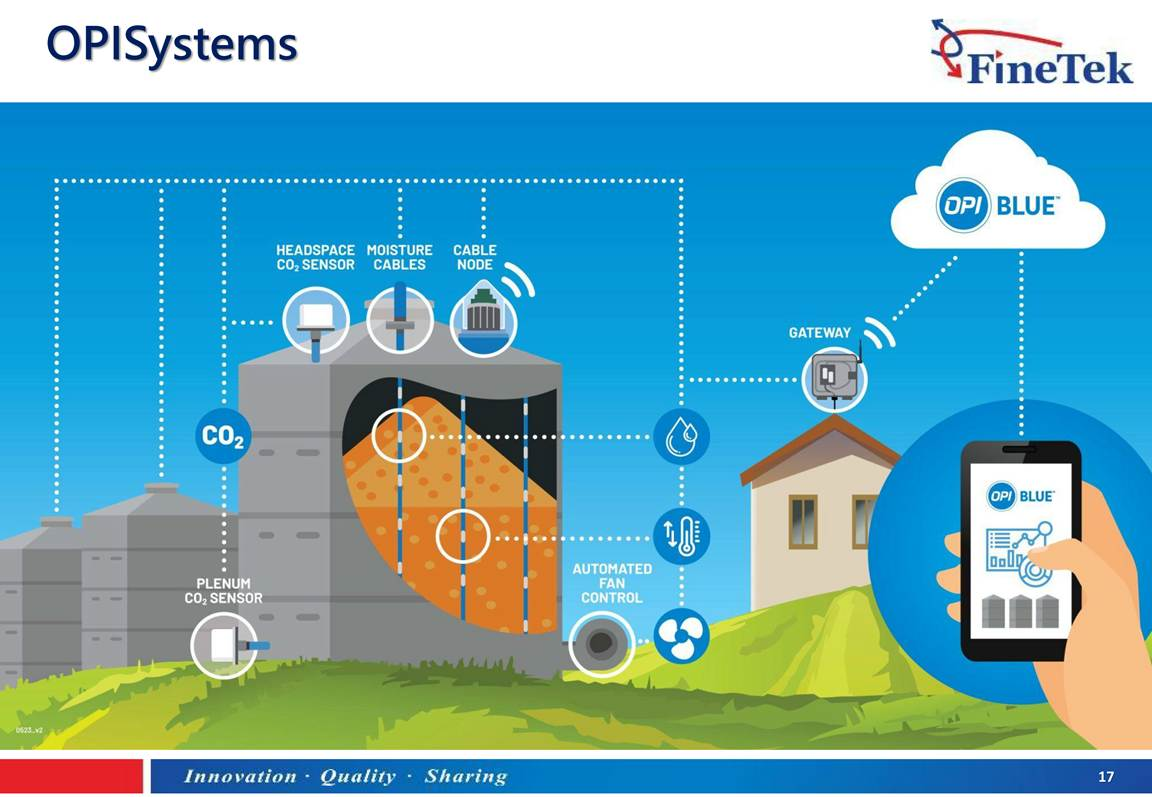 OPISystems
FineTek
OPI BLUE™
HEADSPACE
CO₂ SENSOR
MOISTURE
CABLES
CABLE
NODE
GATEWAY
CO₂
OPI BLUE™
AUTOMATED
FAN
CONTROL
PLENUM
CO₂ SENSOR
Innovation · Quality · Sharing
17